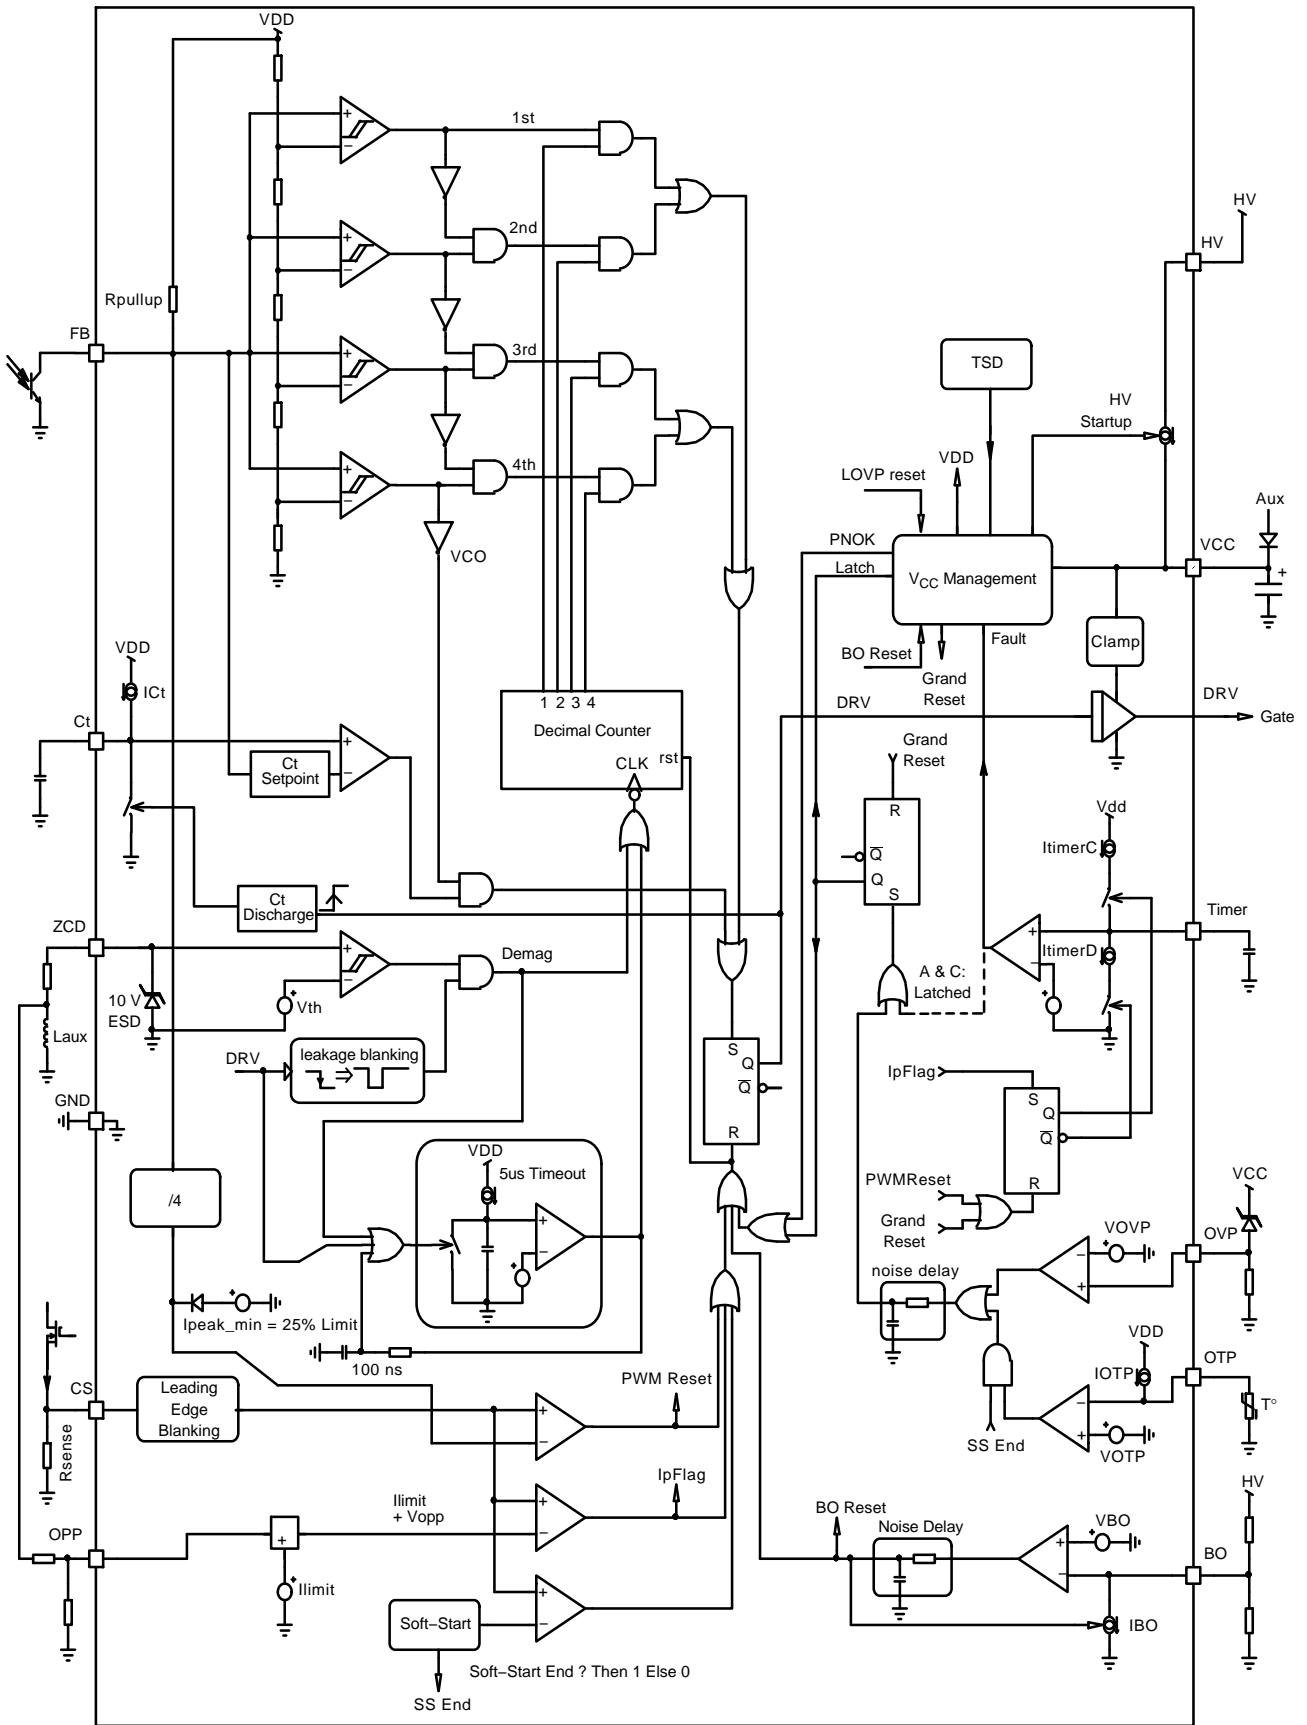 VDD
HV
HV
1st
2nd
Rpullup
FB
3rd
TSD
HV
Startup
4th
VDD
LOVP reset
Aux
PNOK
VCC
VCO
Latch
VCC Management
+
Fault
Clamp
VDD
BO Reset
Grand
Reset
ICt
1 2 3 4
DRV
DRV
Gate
Ct
Decimal Counter
+
−
Ct
Setpoint
CLK
rst
Grand
Reset
R
Q
Q
S
Vdd
ItimerC
Ct
Discharge
Timer
ZCD
Demag
ItimerD
A & C:
Latched
10 V
ESD
Vth
Laux
DRV
leakage blanking
S
Q
Q
R
IpFlag
S
Q
Q
R
GND
VDD
5us Timeout
/4
PWMReset
Grand
Reset
VCC
VOVP
OVP
noise delay
Ipeak_min = 25% Limit
100 ns
VDD
IOTP
OTP
PWM Reset
CS
Leading
Edge
Blanking
T°
SS End
VOTP
Rsense
IpFlag
HV
Ilimit
+ Vopp
BO Reset
OPP
Noise Delay
VBO
BO
+
Ilimit
Soft−Start
IBO
Soft−Start End ? Then 1 Else 0
SS End